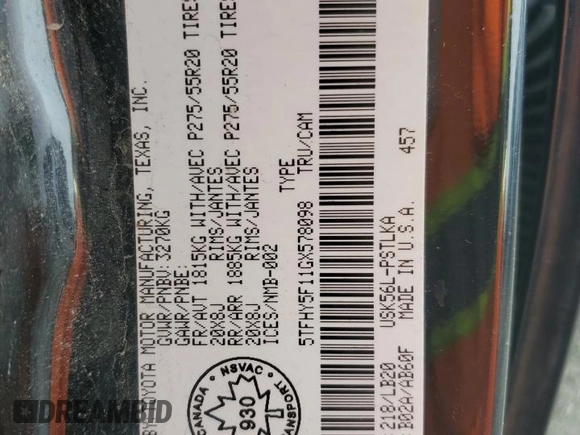 BY TOYOTA MOTOR MANUFACTURING, TEXAS, INC.
GVWR/PNBV: 3270KG
GAWR/PNBE:
FR/AVT 1815KG WITH/AVEC P275/55R20 TIRES
20X8J RIMS/JANTES
RR/ARR 1885KG WITH/AVEC P275/55R20 TIRES
20X8J RIMS/JANTES
ICES/NMB-002
5TFHY5F11GX578098 TYPE TRU/CAM
CANADA NSVAC
930
TRANSPORT
218/LB20 USK56L-PSTLKA 457
B02A/AB60F MADE IN U.S.A.
DREAMBID